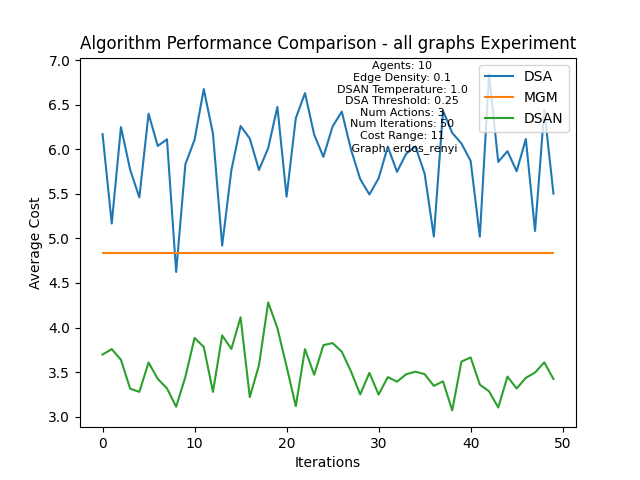 Algorithm Performance Comparison - all graphs Experiment
Agents: 10
Edge Density: 0.1
DSAN Temperature: 1.0
DSA Threshold: 0.25
Num Actions: 3
Num Iterations: 50
Cost Range: 11
Graph: erdos_renyi
DSA
MGM
DSAN
Average Cost
7.0
6.5
6.0
5.5
5.0
4.5
4.0
3.5
3.0
0 10 20 30 40 50
Iterations